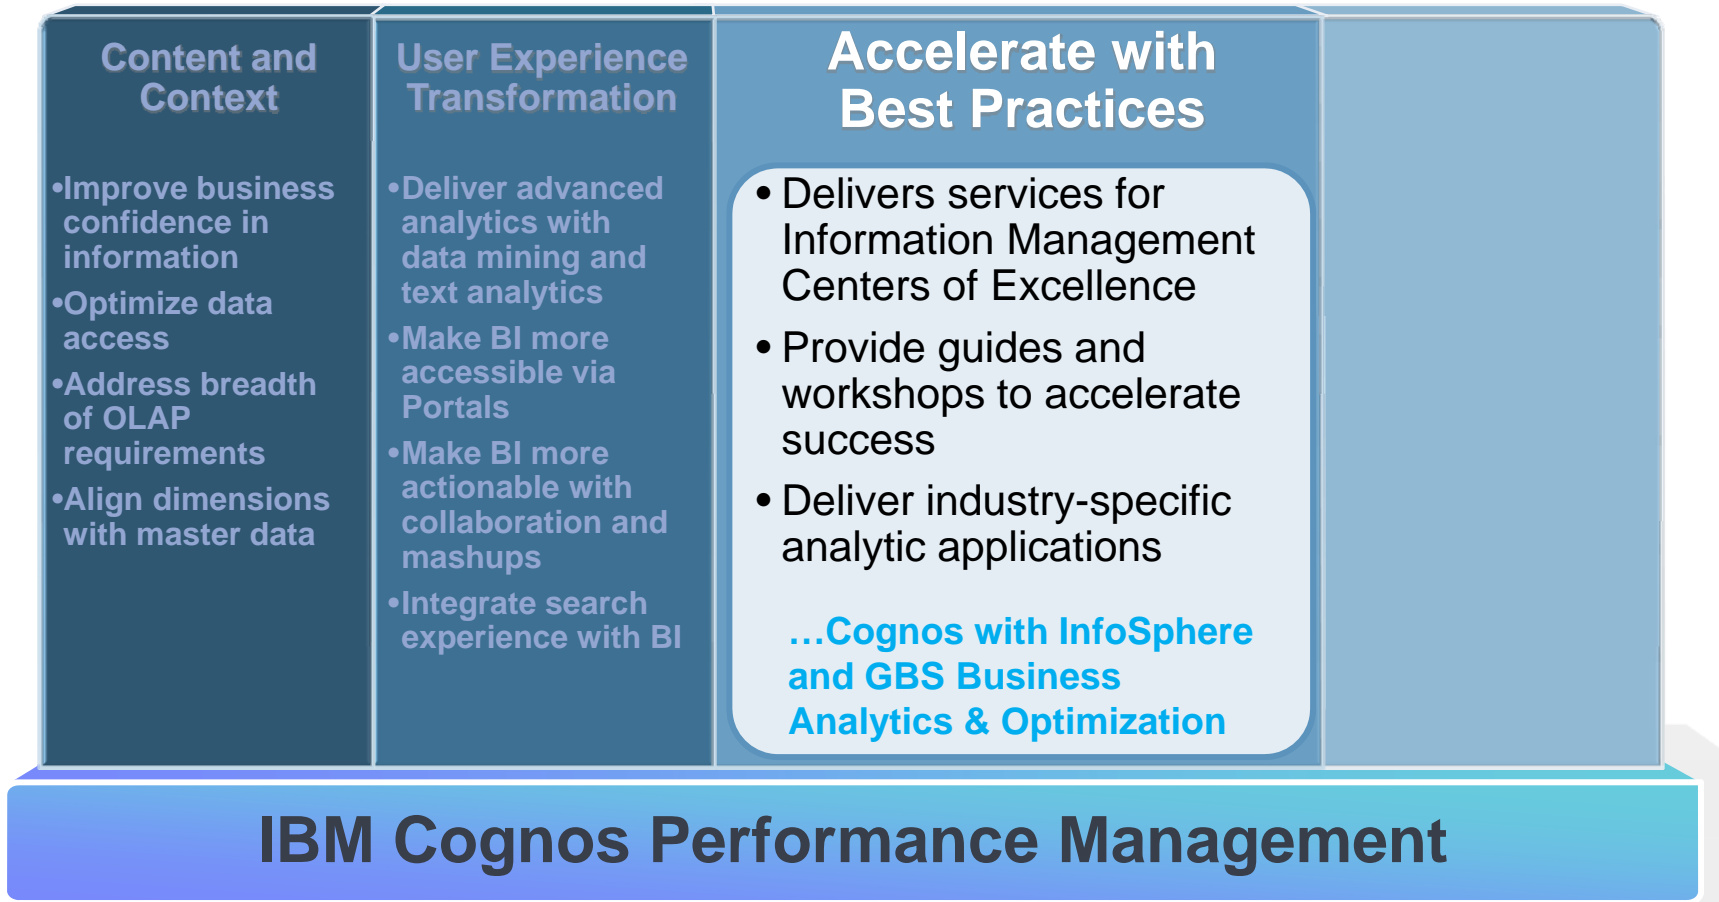 Content and
Context
•Improve business
confidence in
information
•Optimize data
access
•Address breadth
of OLAP
requirements
•Align dimensions
with master data
User Experience
Transformation
•Deliver advanced
analytics with
data mining and
text analytics
•Make BI more
accessible via
Portals
•Make BI more
actionable with
collaboration and
mashups
•Integrate search
experience with BI
Accelerate with
Best Practices
• Delivers services for
Information Management
Centers of Excellence
• Provide guides and
workshops to accelerate
success
• Deliver industry-specific
analytic applications
…Cognos with InfoSphere
and GBS Business
Analytics & Optimization
IBM Cognos Performance Management